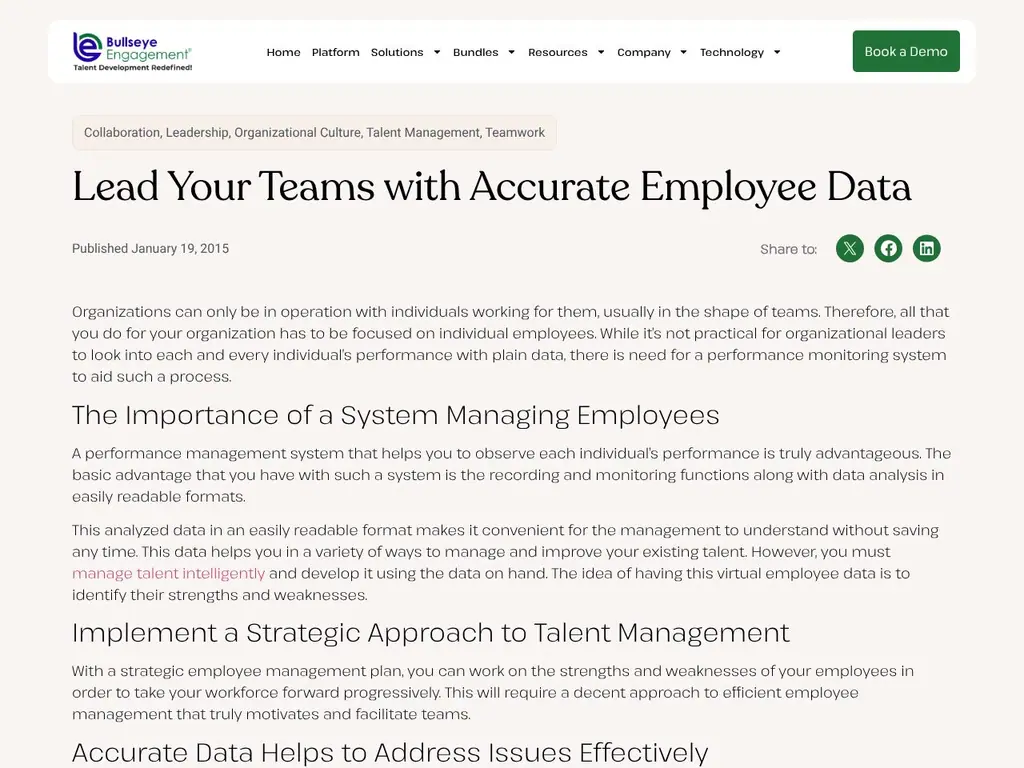 Bullseye
Engagement®
Talent Development Redefined!
Home Platform Solutions Bundles Resources Company Technology
Book a Demo
Collaboration, Leadership, Organizational Culture, Talent Management, Teamwork
Lead Your Teams with Accurate Employee Data
Published January 19, 2015
Share to:
Organizations can only be in operation with individuals working for them, usually in the shape of teams. Therefore, all that
you do for your organization has to be focused on individual employees. While it's not practical for organizational leaders
to look into each and every individual's performance with plain data, there is need for a performance monitoring system
to aid such a process.
The Importance of a System Managing Employees
A performance management system that helps you to observe each individual's performance is truly advantageous. The
basic advantage that you have with such a system is the recording and monitoring functions along with data analysis in
easily readable formats.
This analyzed data in an easily readable format makes it convenient for the management to understand without saving
any time. This data helps you in a variety of ways to manage and improve your existing talent. However, you must
manage talent intelligently and develop it using the data on hand. The idea of having this virtual employee data is to
identify their strengths and weaknesses.
Implement a Strategic Approach to Talent Management
With a strategic employee management plan, you can work on the strengths and weaknesses of your employees in
order to take your workforce forward progressively. This will require a decent approach to efficient employee
management that truly motivates and facilitate teams.
Accurate Data Helps to Address Issues Effectively